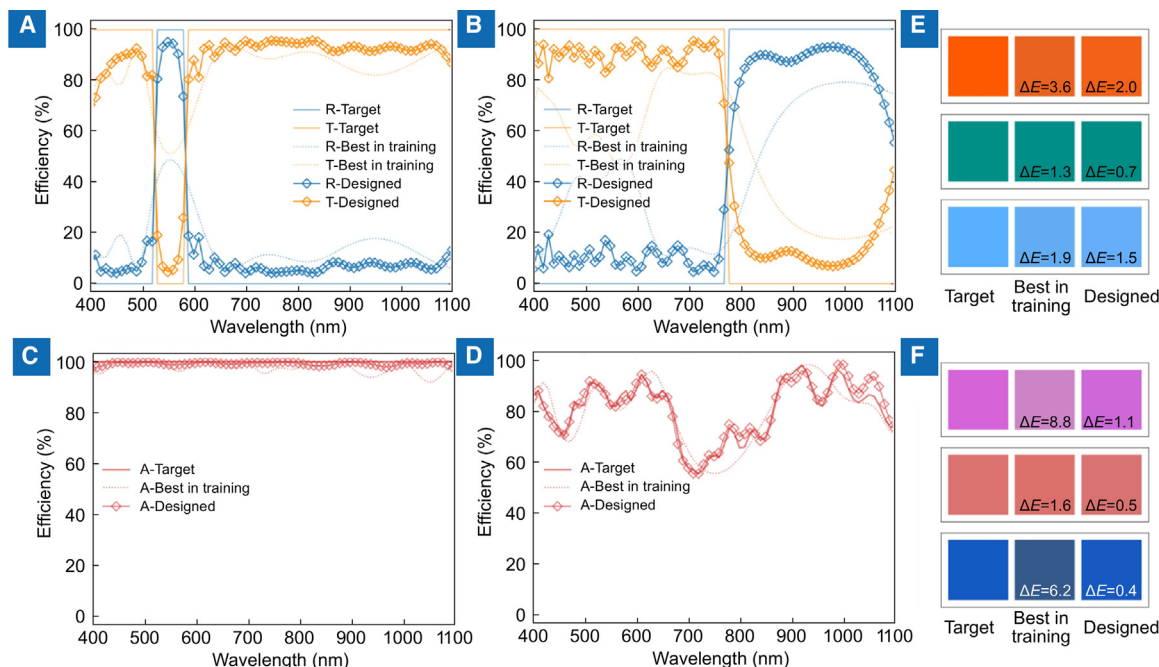 A
Efficiency (%)
100
80
60
40
20
0
R-Target
T-Target
R-Best in training
T-Best in training
R-Designed
T-Designed
400 500 600 700 800 900 1000 1100
Wavelength (nm)
B
Efficiency (%)
100
80
60
40
20
0
R-Target
T-Target
R-Best in training
T-Best in training
R-Designed
T-Designed
400 500 600 700 800 900 1000 1100
Wavelength (nm)
E
ΔE=3.6 ΔE=2.0
ΔE=1.3 ΔE=0.7
ΔE=1.9 ΔE=1.5
Target Best in Designed
training
C
Efficiency (%)
100
80
60
40
20
0
A-Target
A-Best in training
A-Designed
400 500 600 700 800 900 1000 1100
Wavelength (nm)
D
Efficiency (%)
100
80
60
40
20
0
A-Target
A-Best in training
A-Designed
400 500 600 700 800 900 1000 1100
Wavelength (nm)
F
ΔE=8.8 ΔE=1.1
ΔE=1.6 ΔE=0.5
ΔE=6.2 ΔE=0.4
Target Best in Designed
training